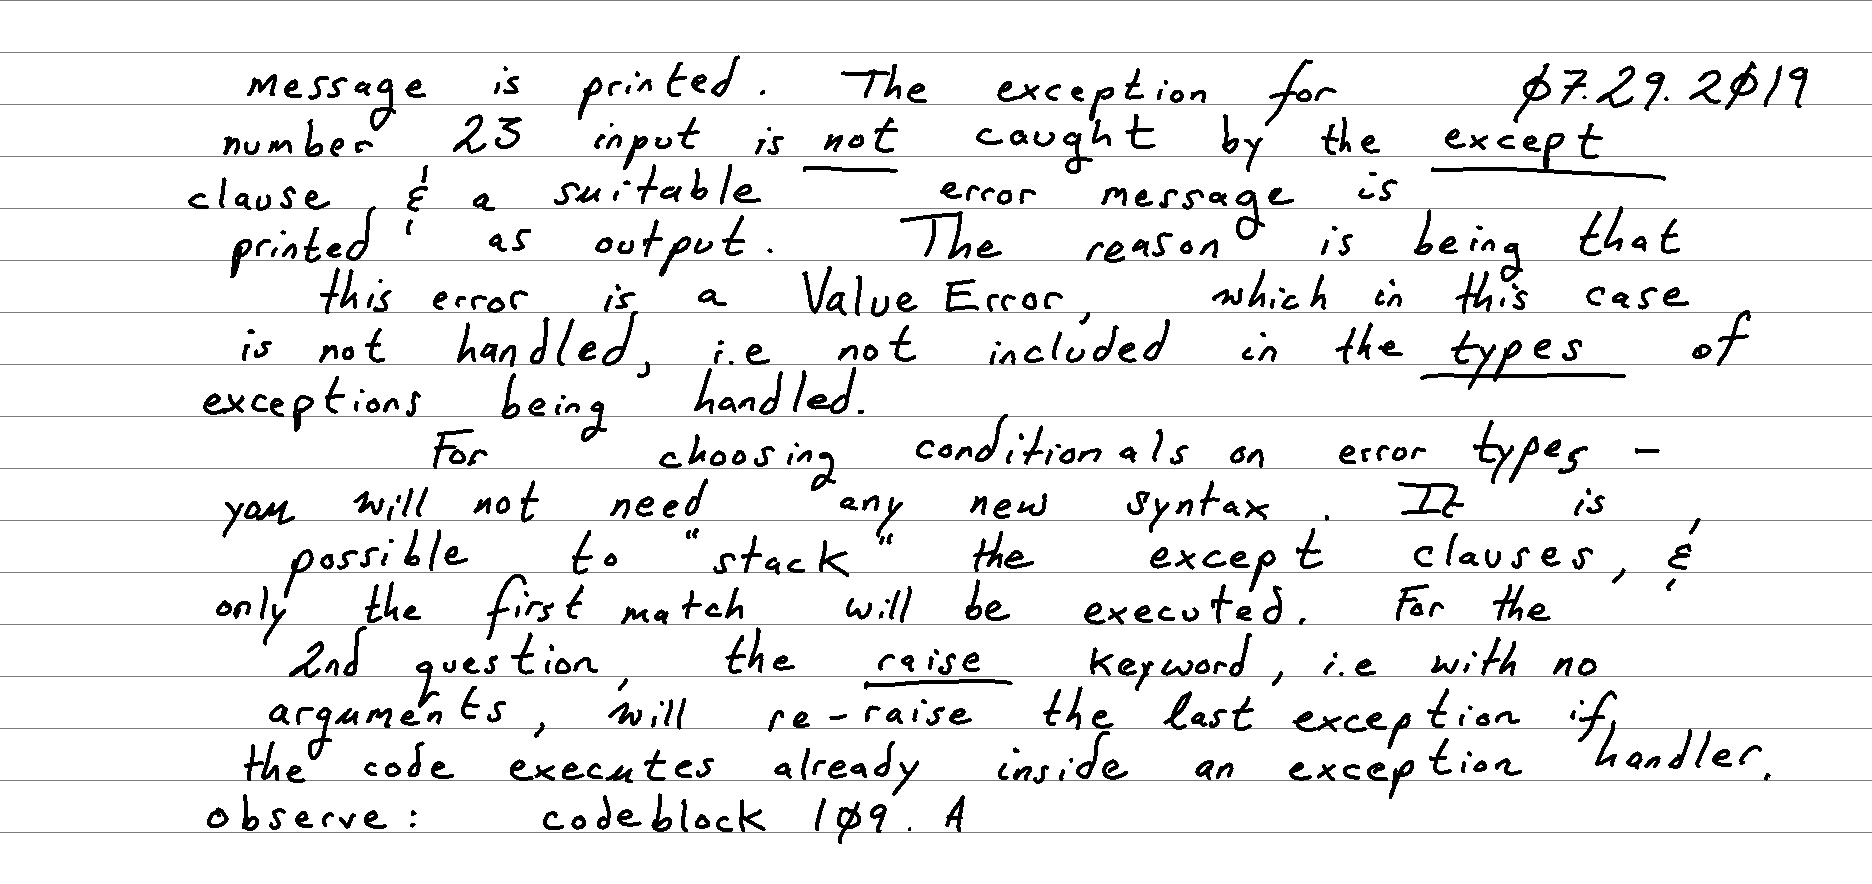 message is printed. The exception for 07.29.2019
number 23 input is not caught by the except
clause, & a suitable error message is
printed as output. The reason is being that
this error is a Value Error, which in this case
is not handled, i.e not included in the types of
exceptions being handled.
For choosing conditionals on error types -
you will not need any new syntax. It is
possible to "stack" the except clauses, &
only the first match will be executed. For the
2nd question, the raise keyword, i.e with no
arguments, will re-raise the last exception if
the code executes already inside an exception handler.
observe: codeblock 109. A